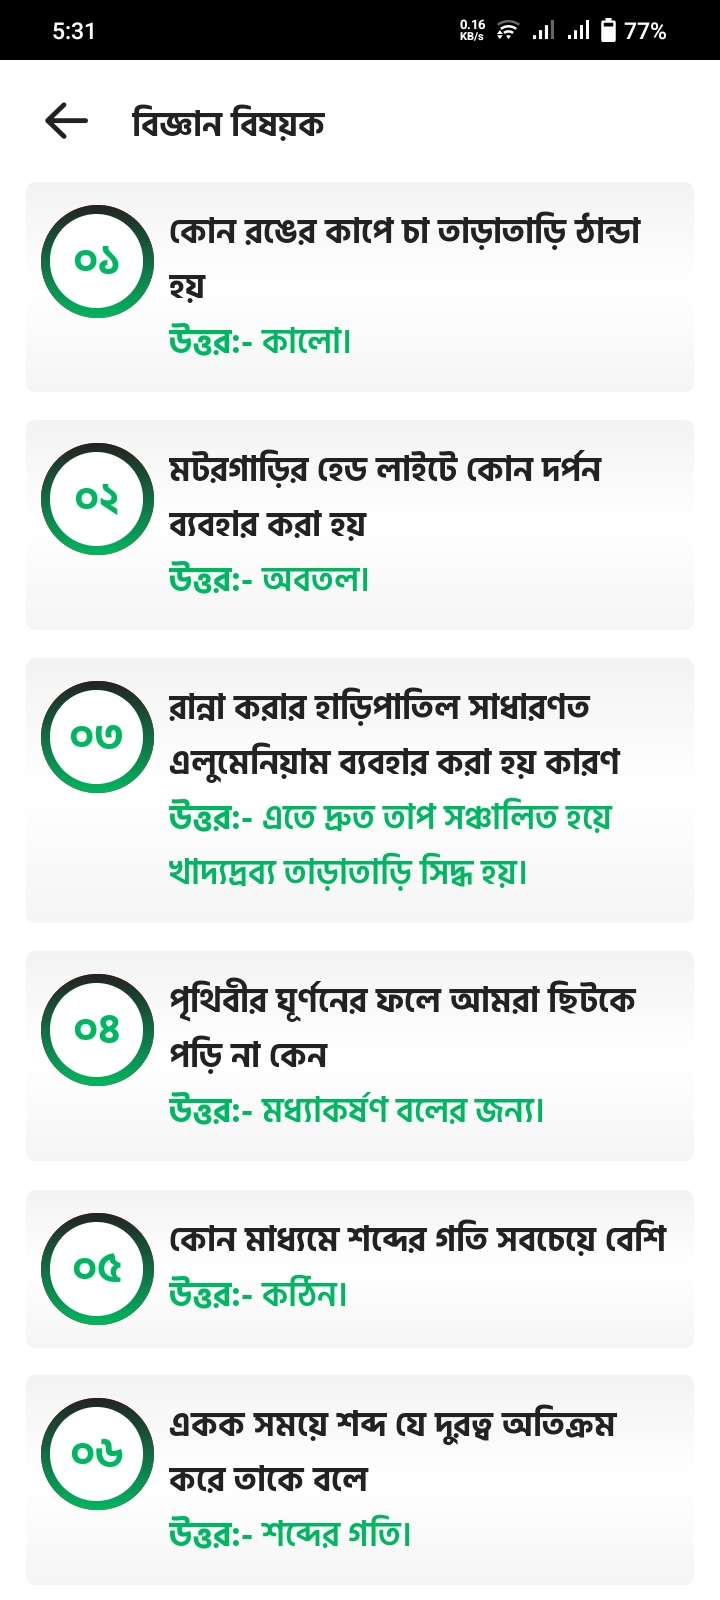 5:31
0.16
KB/s
77%
বিজ্ঞান বিষয়ক
০১
কোন রঙের কাপে চা তাড়াতাড়ি ঠান্ডা
হয়
উত্তর:- কালো।
০২
মটরগাড়ির হেড লাইটে কোন দর্পন
ব্যবহার করা হয়
উত্তর:- অবতল।
০৩
রান্না করার হাড়িপাতিল সাধারণত
এলুমেনিয়াম ব্যবহার করা হয় কারণ
উত্তর:- এতে দ্রুত তাপ সঞ্চালিত হয়ে
খাদ্যদ্রব্য তাড়াতাড়ি সিদ্ধ হয়।
০৪
পৃথিবীর ঘূর্ণনের ফলে আমরা ছিটকে
পড়ি না কেন
উত্তর:- মধ্যাকর্ষণ বলের জন্য।
০৫
কোন মাধ্যমে শব্দের গতি সবচেয়ে বেশি
উত্তর:- কঠিন।
০৬
একক সময়ে শব্দ যে দুরত্ব অতিক্রম
করে তাকে বলে
উত্তর:- শব্দের গতি।